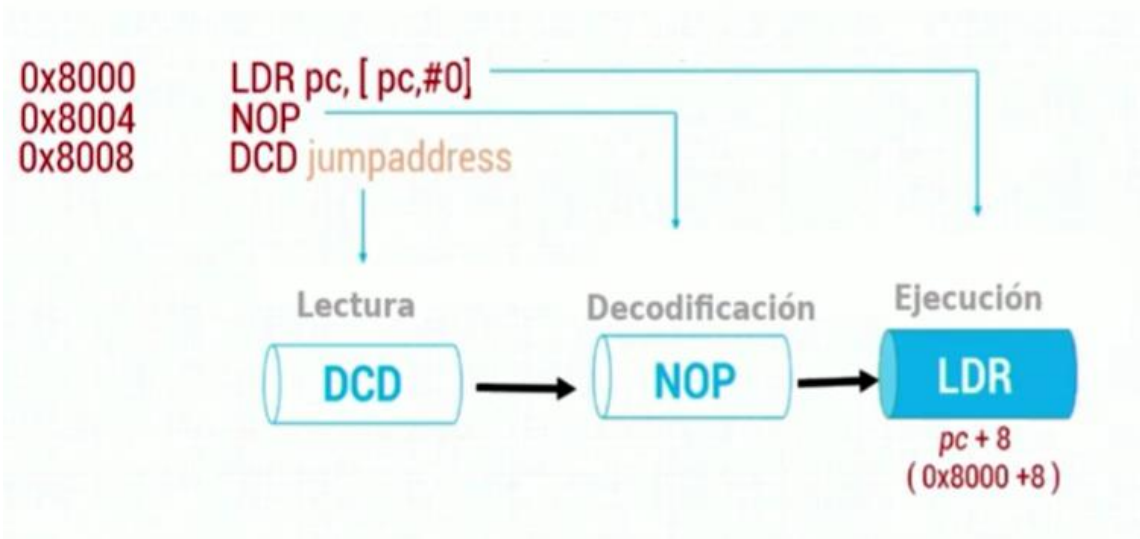 0x8000 LDR pc, [ pc,#0]
0x8004 NOP
0x8008 DCD jumpaddress
Lectura Decodificación Ejecución
DCD NOP LDR
pc + 8
( 0x8000 +8 )